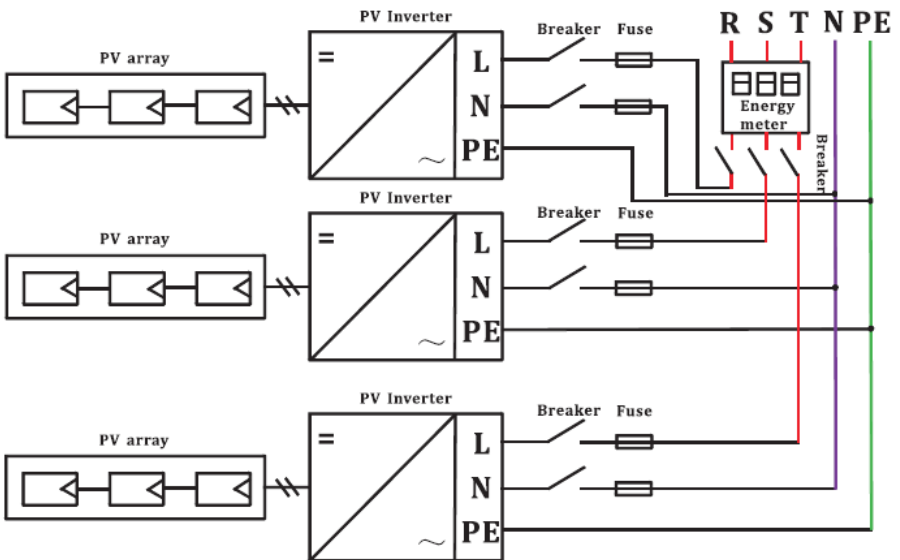 PV Inverter
Breaker Fuse
R S T N PE
PV array
=
L
N
PE
~
Energy
meter
Breaker
PV Inverter
Breaker Fuse
PV array
=
L
N
PE
~
PV Inverter
Breaker Fuse
PV array
=
L
N
PE
~